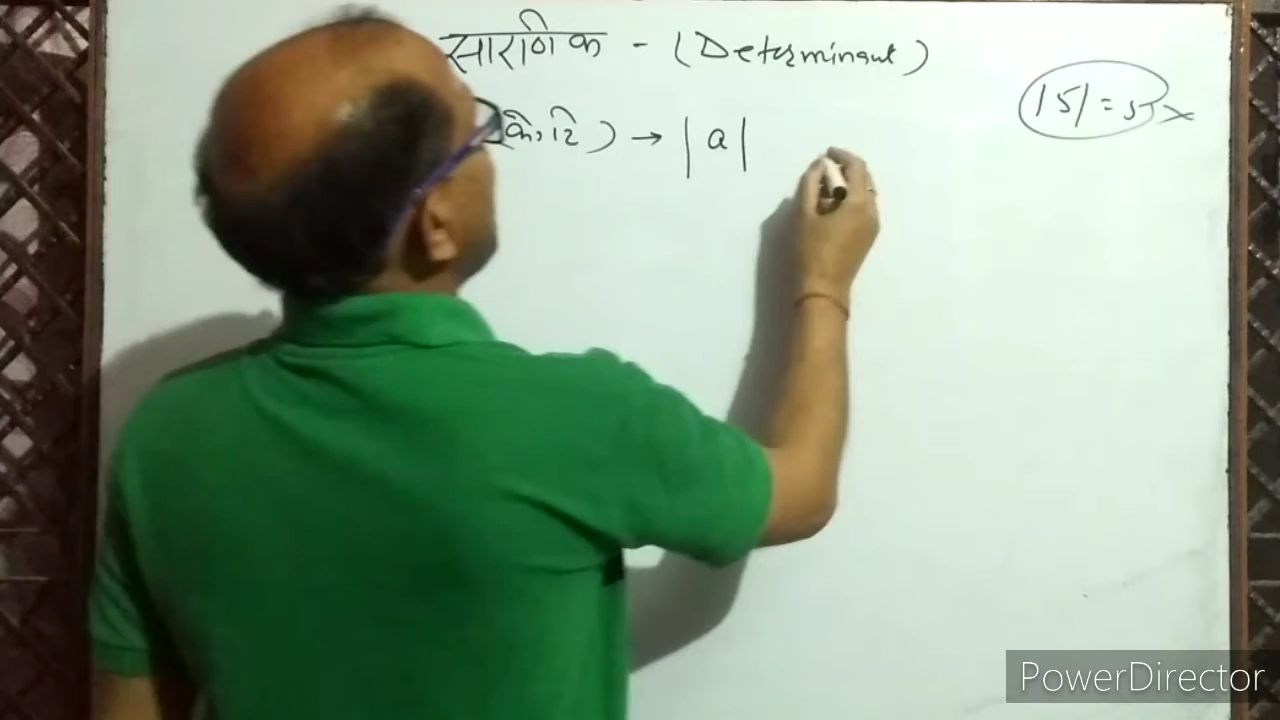 सारणिक - (Determinant)
कोटि) → |a|
|5| = 5 ×
PowerDirector